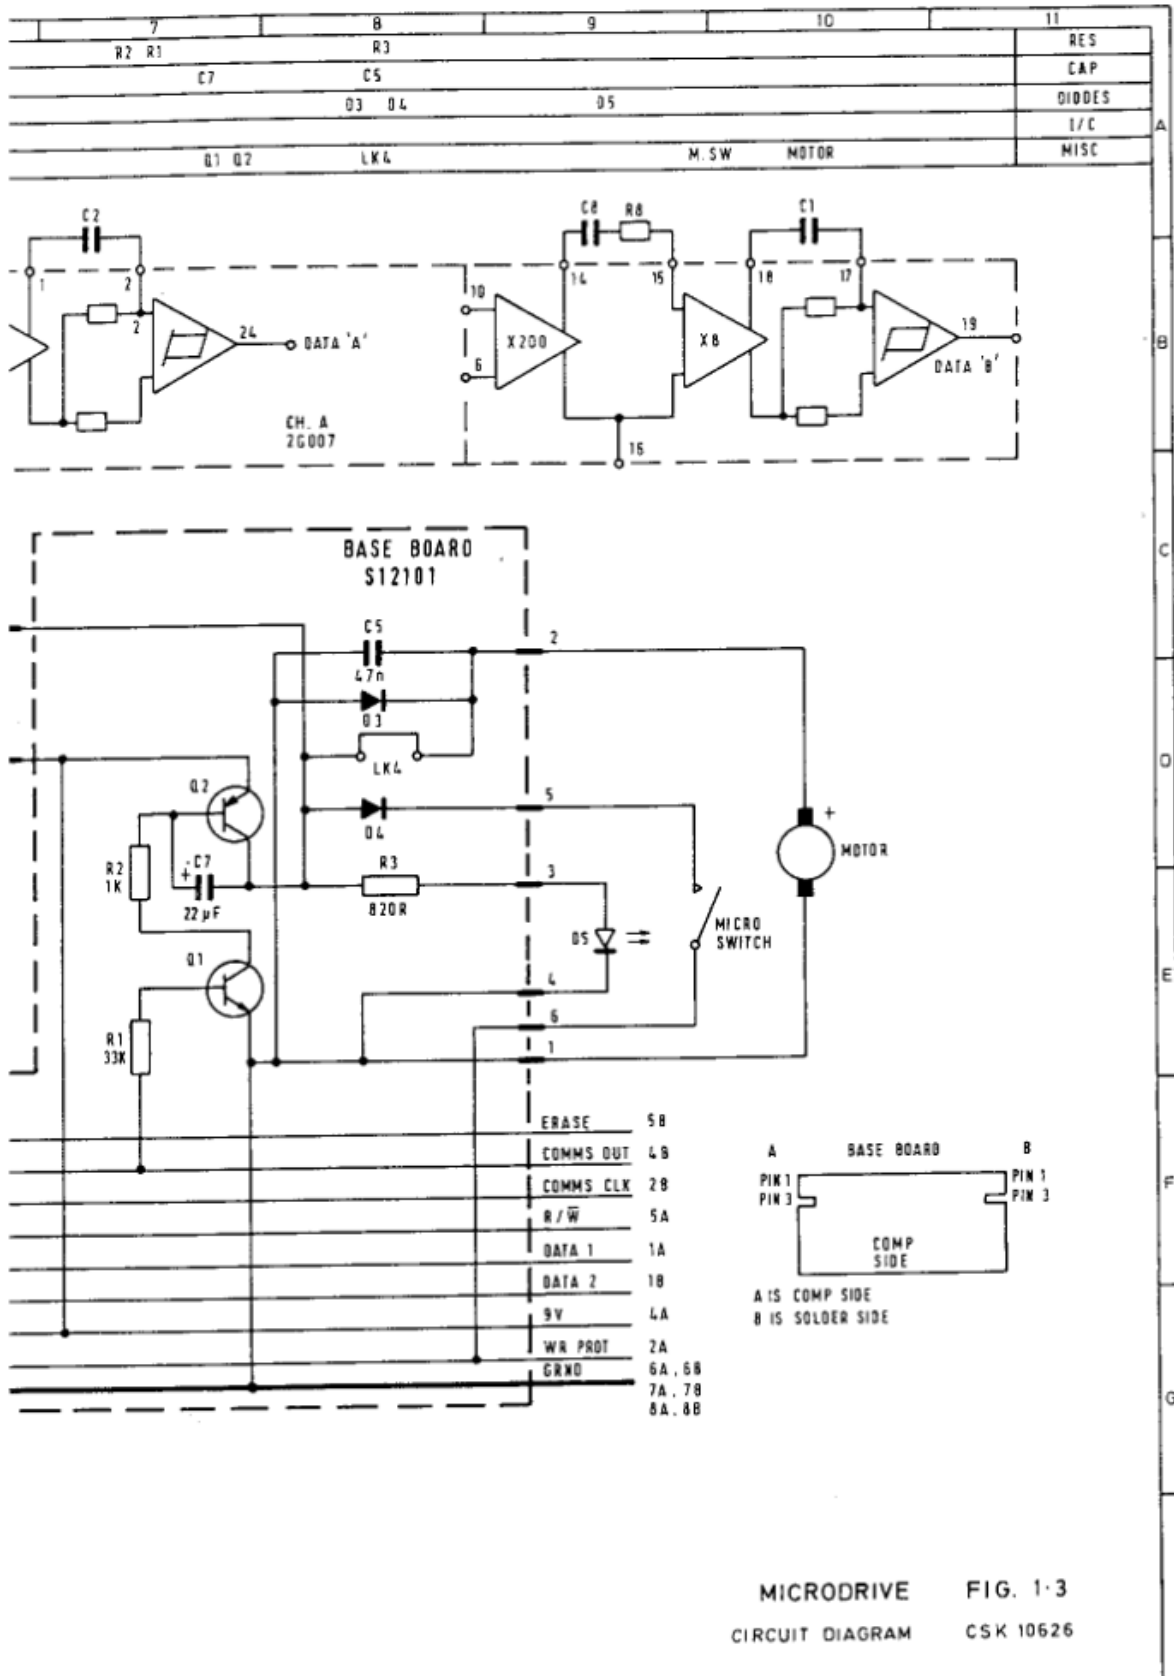 7 8 9 10 11
R2 R1 R3 RES
C7 C5 CAP
D3 D4 D5 DIODES
I/C
A
Q1 Q2 LK4 M.SW MOTOR MISC
C2 C8 R8 C1
1 2 14 15 18 17
10
2 24 DATA 'A' X200 X8 19
B
6 DATA 'B'
CH. A
2G007
16
C
BASE BOARD
S12101
C5 2
47n
D3
LK4
D
Q2 5
D4 +
MOTOR
R2 + C7 R3 3
1K
22µF 820R
MICRO
SWITCH
D5
Q1 4
E
6
R1 1
33K
ERASE 5B
COMMS OUT 4B
COMMS CLK 2B
R/W̅ 5A
DATA 1 1A
DATA 2 1B
9V 4A
WR PROT 2A
GRND 6A,6B
7A,7B
8A,8B
A BASE BOARD B
PIN 1 PIN 1
PIN 3 PIN 3
F
COMP
SIDE
A IS COMP SIDE
B IS SOLDER SIDE
G
MICRODRIVE FIG. 1·3
CIRCUIT DIAGRAM CSK 10626